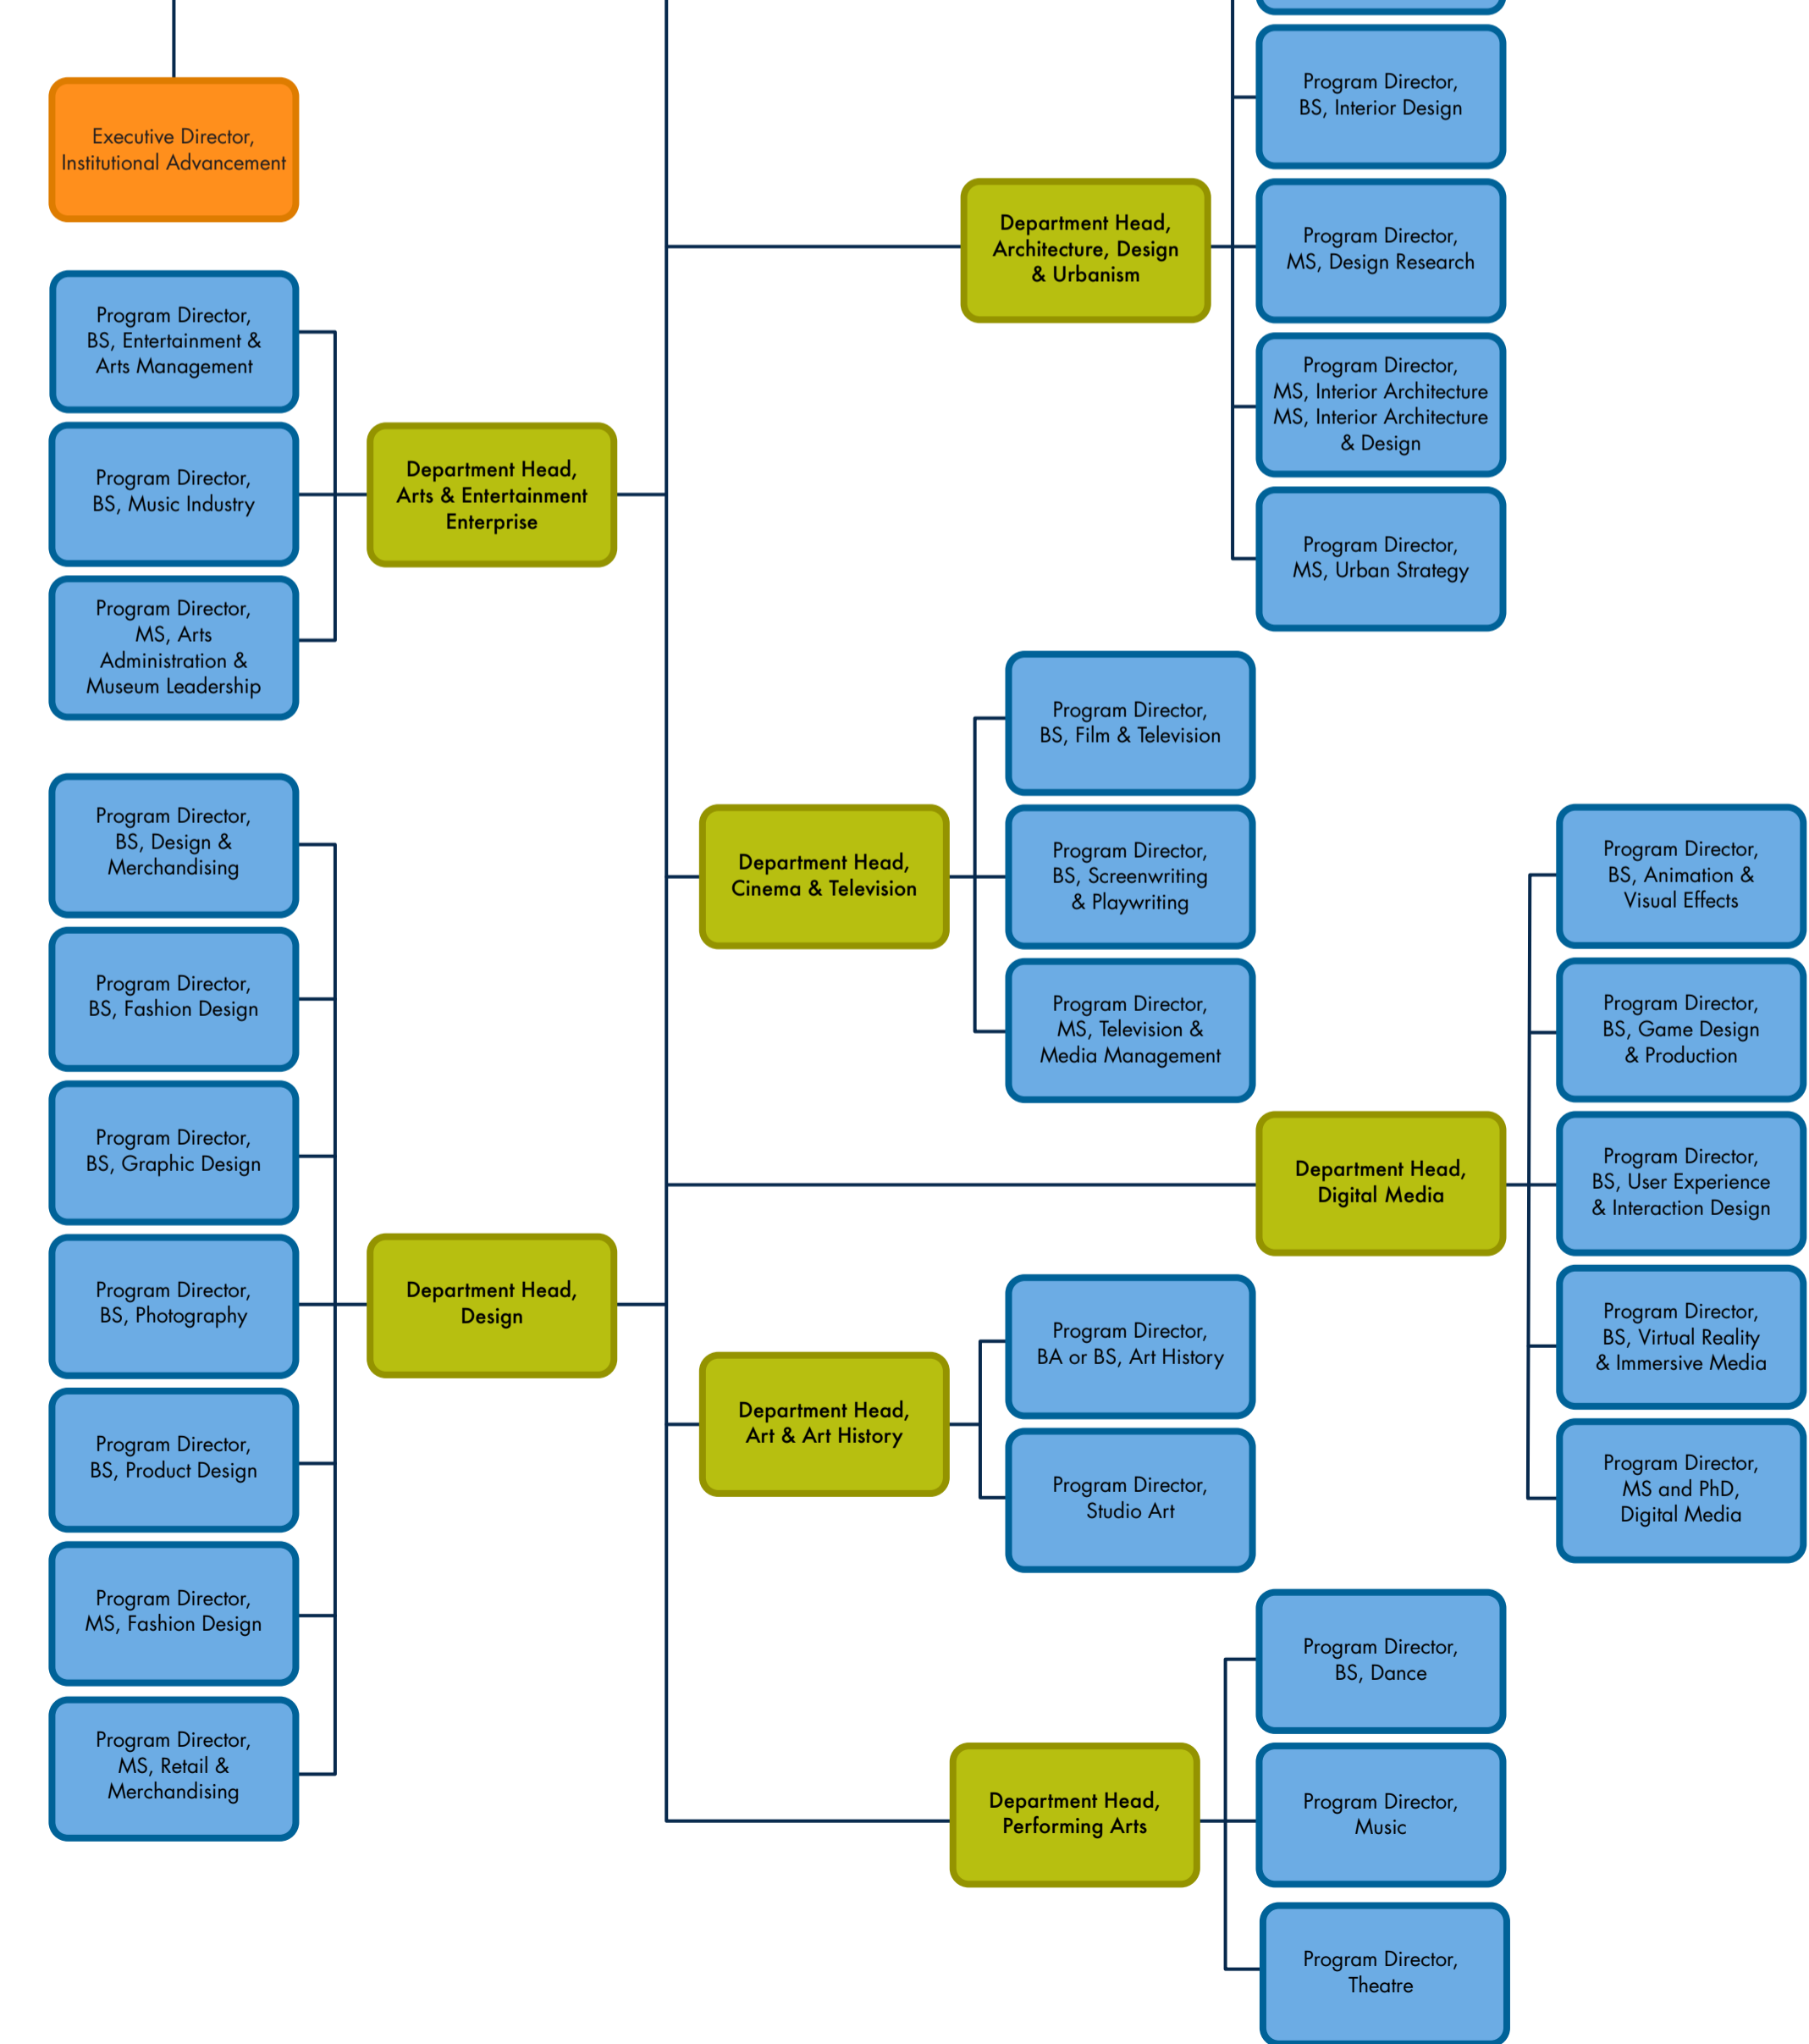 Executive Director,
Institutional Advancement
Program Director,
BS, Entertainment &
Arts Management
Program Director,
BS, Music Industry
Program Director,
MS, Arts
Administration &
Museum Leadership
Department Head,
Arts & Entertainment
Enterprise
Program Director,
BS, Design &
Merchandising
Program Director,
BS, Fashion Design
Program Director,
BS, Graphic Design
Program Director,
BS, Photography
Program Director,
BS, Product Design
Program Director,
MS, Fashion Design
Program Director,
MS, Retail &
Merchandising
Department Head,
Design
Department Head,
Architecture, Design
& Urbanism
Program Director,
BS, Interior Design
Program Director,
MS, Design Research
Program Director,
MS, Interior Architecture
MS, Interior Architecture
& Design
Program Director,
MS, Urban Strategy
Department Head,
Cinema & Television
Program Director,
BS, Film & Television
Program Director,
BS, Screenwriting
& Playwriting
Program Director,
MS, Television &
Media Management
Department Head,
Digital Media
Program Director,
BS, Animation &
Visual Effects
Program Director,
BS, Game Design
& Production
Program Director,
BS, User Experience
& Interaction Design
Program Director,
BS, Virtual Reality
& Immersive Media
Program Director,
MS and PhD,
Digital Media
Department Head,
Art & Art History
Program Director,
BA or BS, Art History
Program Director,
Studio Art
Department Head,
Performing Arts
Program Director,
BS, Dance
Program Director,
Music
Program Director,
Theatre